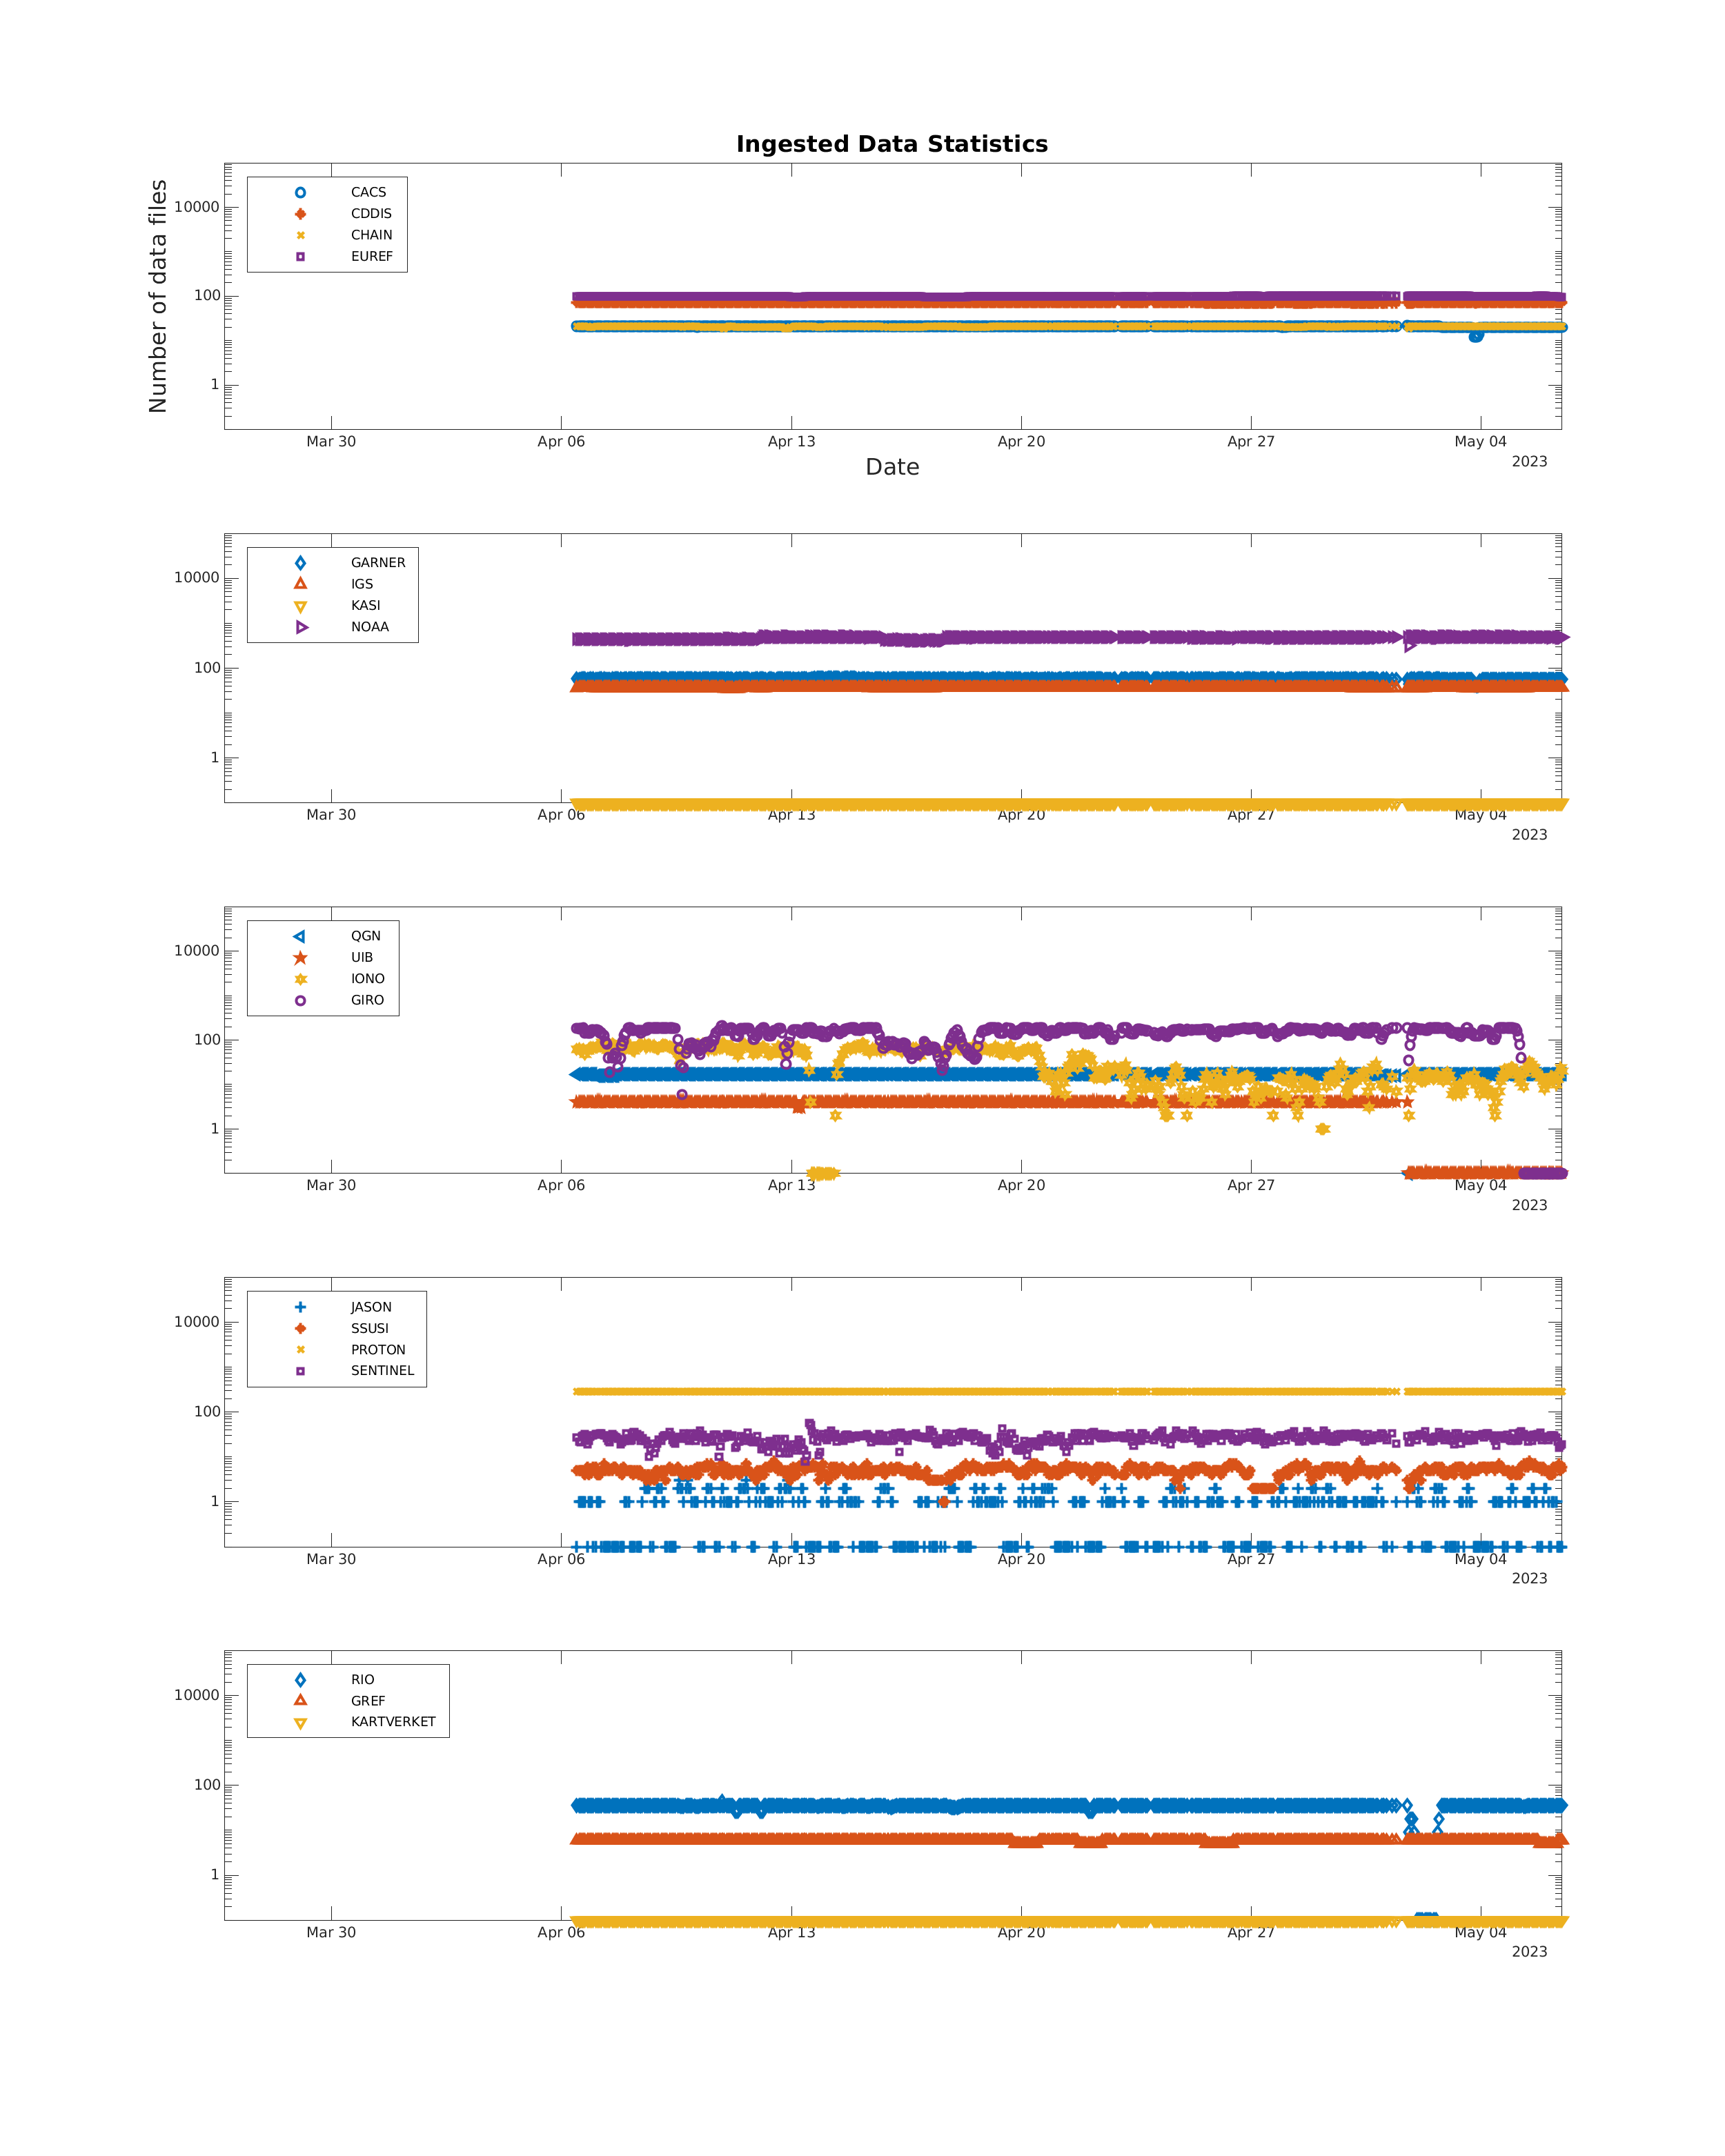 Ingested Data Statistics
Number of data files
10000
100
1
CACS
CDDIS
CHAIN
EUREF
Mar 30 Apr 06 Apr 13 Apr 20 Apr 27 May 04
2023
Date
10000
100
1
GARNER
IGS
KASI
NOAA
Mar 30 Apr 06 Apr 13 Apr 20 Apr 27 May 04
2023
10000
100
1
QGN
UIB
IONO
GIRO
Mar 30 Apr 06 Apr 13 Apr 20 Apr 27 May 04
2023
10000
100
1
JASON
SSUSI
PROTON
SENTINEL
Mar 30 Apr 06 Apr 13 Apr 20 Apr 27 May 04
2023
10000
100
1
RIO
GREF
KARTVERKET
Mar 30 Apr 06 Apr 13 Apr 20 Apr 27 May 04
2023